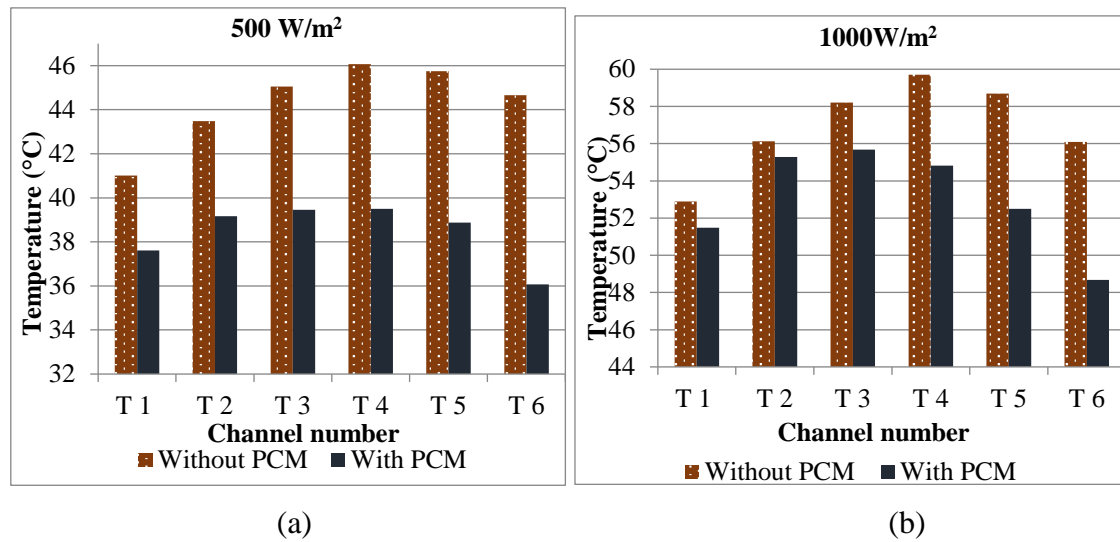 500 W/m²
Temperature (°C)
46
44
42
40
38
36
34
32
T 1 T 2 T 3 T 4 T 5 T 6
Channel number
Without PCM With PCM
(a)
1000W/m²
Temperature (°C)
60
58
56
54
52
50
48
46
44
T 1 T 2 T 3 T 4 T 5 T 6
Channel number
Without PCM With PCM
(b)